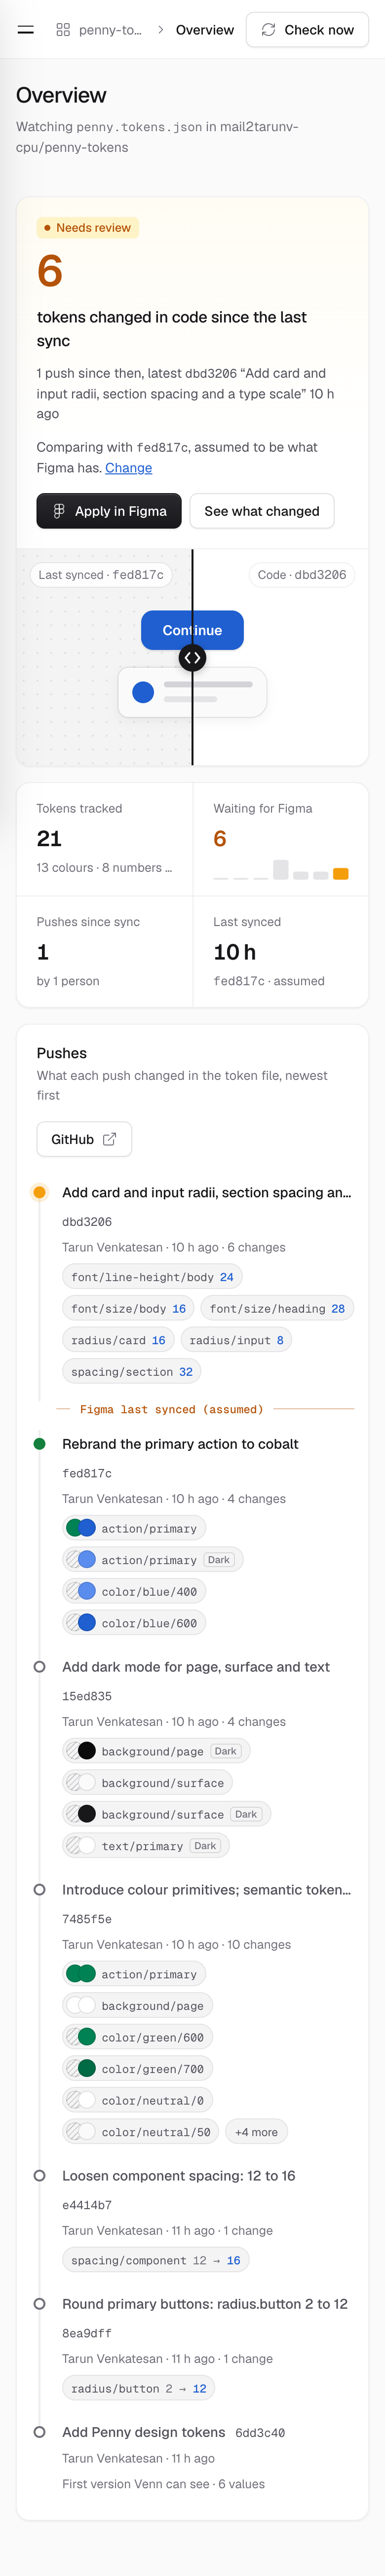 penny-to...
Overview
Check now
Overview
Watching penny.tokens.json in mail2tarunv-
cpu/penny-tokens
Needs review
6
tokens changed in code since the last
sync
1 push since then, latest dbd3206 “Add card and
input radii, section spacing and a type scale” 10 h
ago
Comparing with fed817c, assumed to be what
Figma has. Change
Apply in Figma
See what changed
Last synced · fed817c
Code · dbd3206
Continue
Tokens tracked
21
13 colours · 8 numbers ...
Waiting for Figma
6
Pushes since sync
1
by 1 person
Last synced
10 h
fed817c · assumed
Pushes
What each push changed in the token file, newest
first
GitHub
Add card and input radii, section spacing an...
dbd3206
Tarun Venkatesan · 10 h ago · 6 changes
font/line-height/body 24
font/size/body 16 font/size/heading 28
radius/card 16 radius/input 8
spacing/section 32
Figma last synced (assumed)
Rebrand the primary action to cobalt
fed817c
Tarun Venkatesan · 10 h ago · 4 changes
action/primary
action/primary Dark
color/blue/400
color/blue/600
Add dark mode for page, surface and text
15ed835
Tarun Venkatesan · 10 h ago · 4 changes
background/page Dark
background/surface
background/surface Dark
text/primary Dark
Introduce colour primitives; semantic token...
7485f5e
Tarun Venkatesan · 10 h ago · 10 changes
action/primary
background/page
color/green/600
color/green/700
color/neutral/0
color/neutral/50 +4 more
Loosen component spacing: 12 to 16
e4414b7
Tarun Venkatesan · 11 h ago · 1 change
spacing/component 12 → 16
Round primary buttons: radius.button 2 to 12
8ea9dff
Tarun Venkatesan · 11 h ago · 1 change
radius/button 2 → 12
Add Penny design tokens 6dd3c40
Tarun Venkatesan · 11 h ago
First version Venn can see · 6 values